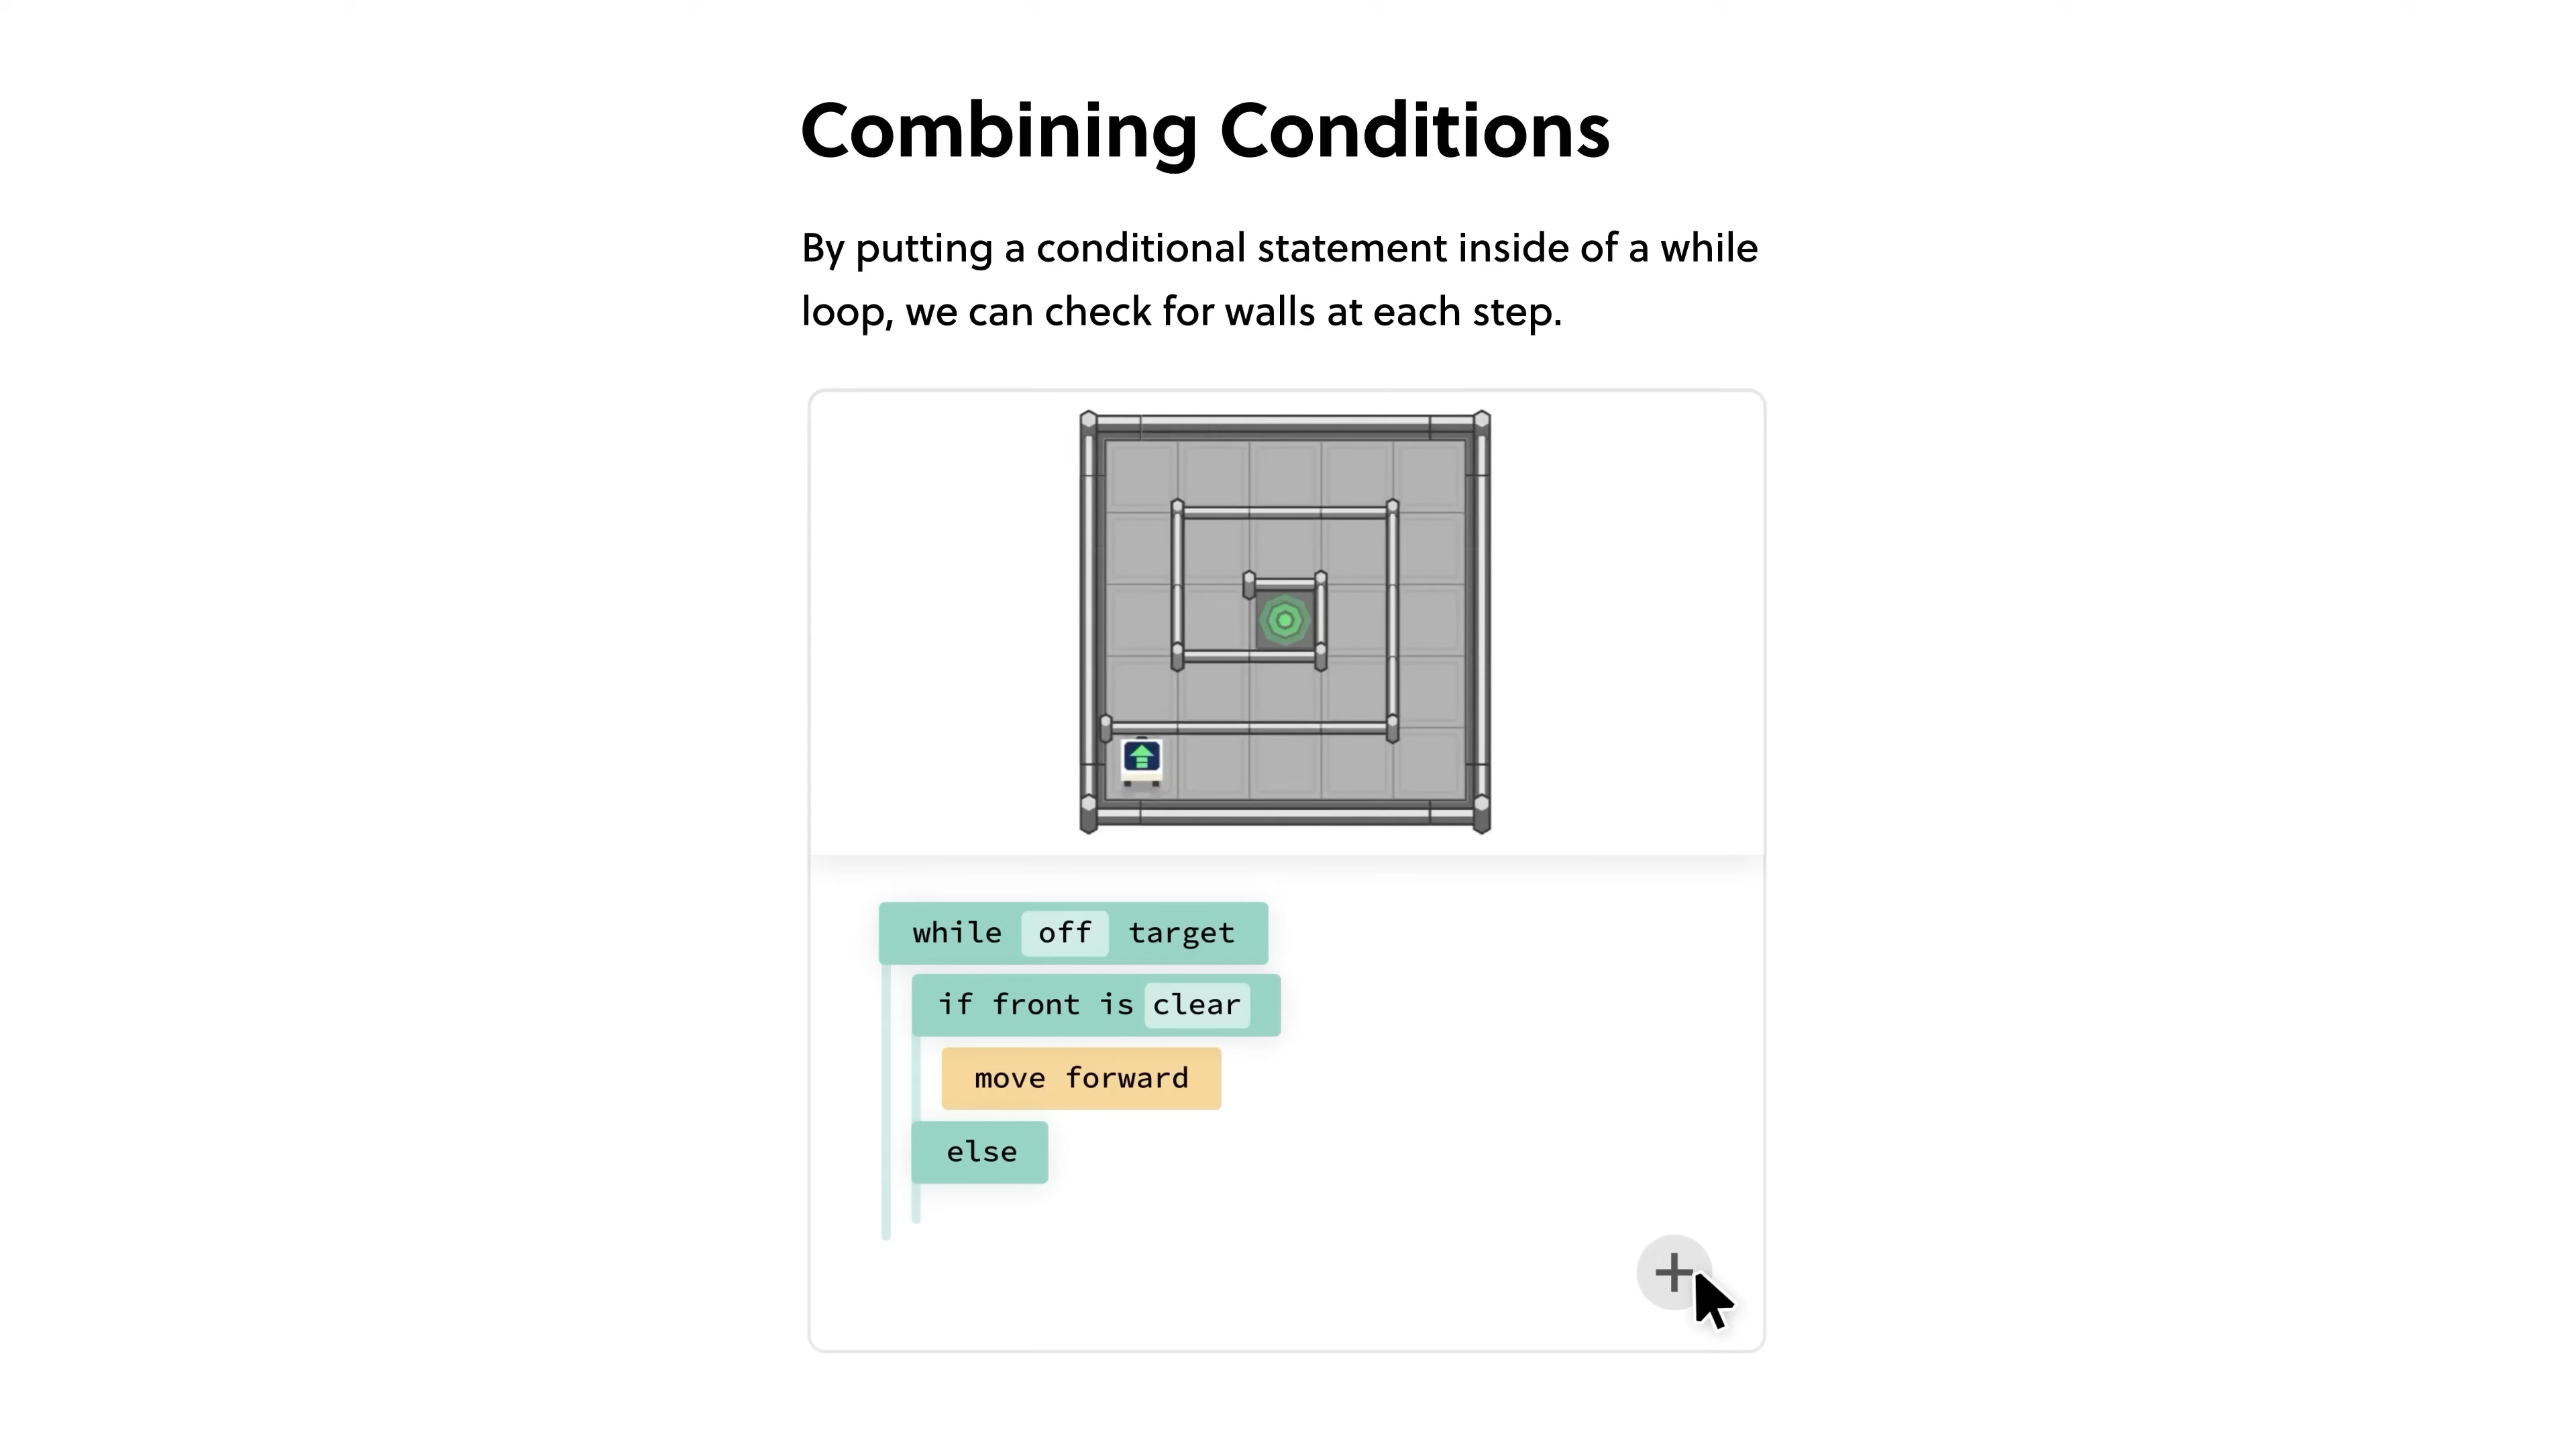 Combining Conditions
By putting a conditional statement inside of a while
loop, we can check for walls at each step.
while off target
if front is clear
move forward
else